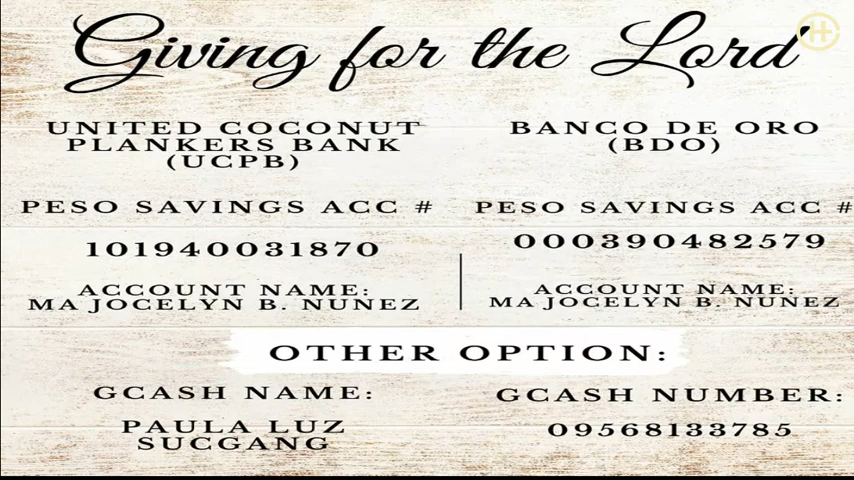 Giving for the Lord
UNITED COCONUT
PLANKERS BANK
(UCPB)
PESO SAVINGS ACC #
101940031870
ACCOUNT NAME:
MA JOCELYN B. NUNEZ
BANCO DE ORO
(BDO)
PESO SAVINGS ACC #
000390482579
ACCOUNT NAME:
MA JOCELYN B. NUNEZ
OTHER OPTION:
GCASH NAME:
PAULA LUZ
SUCGANG
GCASH NUMBER:
09568133785